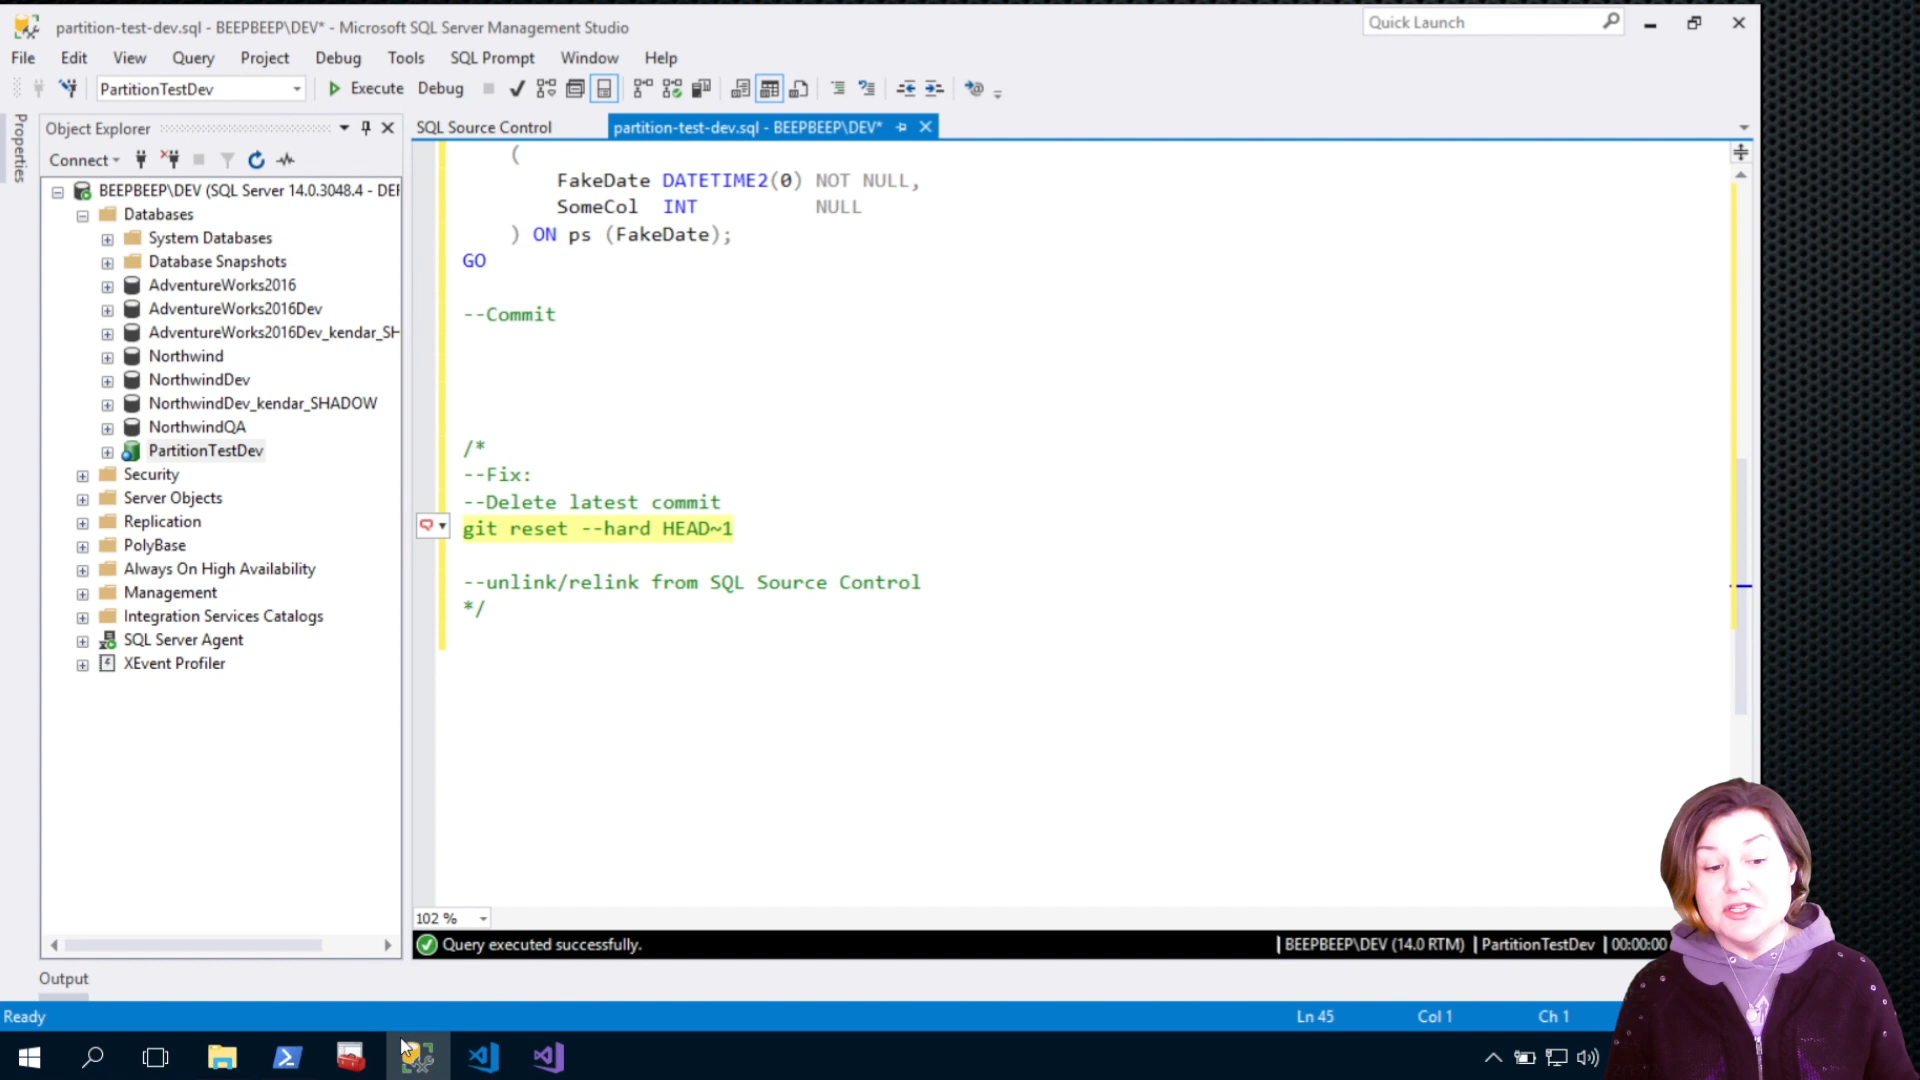 partition-test-dev.sql - BEEPBEEP\DEV* - Microsoft SQL Server Management Studio
Quick Launch
File Edit View Query Project Debug Tools SQL Prompt Window Help
PartitionTestDev Execute Debug
Properties
Object Explorer
SQL Source Control partition-test-dev.sql - BEEPBEEP\DEV*
Connect
BEEPBEEP\DEV (SQL Server 14.0.3048.4 - DEF
Databases
System Databases
Database Snapshots
AdventureWorks2016
AdventureWorks2016Dev
AdventureWorks2016Dev_kendar_SH
Northwind
NorthwindDev
NorthwindDev_kendar_SHADOW
NorthwindQA
PartitionTestDev
Security
Server Objects
Replication
PolyBase
Always On High Availability
Management
Integration Services Catalogs
SQL Server Agent
XEvent Profiler
(
FakeDate DATETIME2(0) NOT NULL,
SomeCol INT NULL
) ON ps (FakeDate);
GO
--Commit
/*
--Fix:
--Delete latest commit
git reset --hard HEAD~1
--unlink/relink from SQL Source Control
*/
102 %
Query executed successfully. BEEPBEEP\DEV (14.0 RTM) PartitionTestDev 00:00:00
Output
Ready Ln 45 Col 1 Ch 1